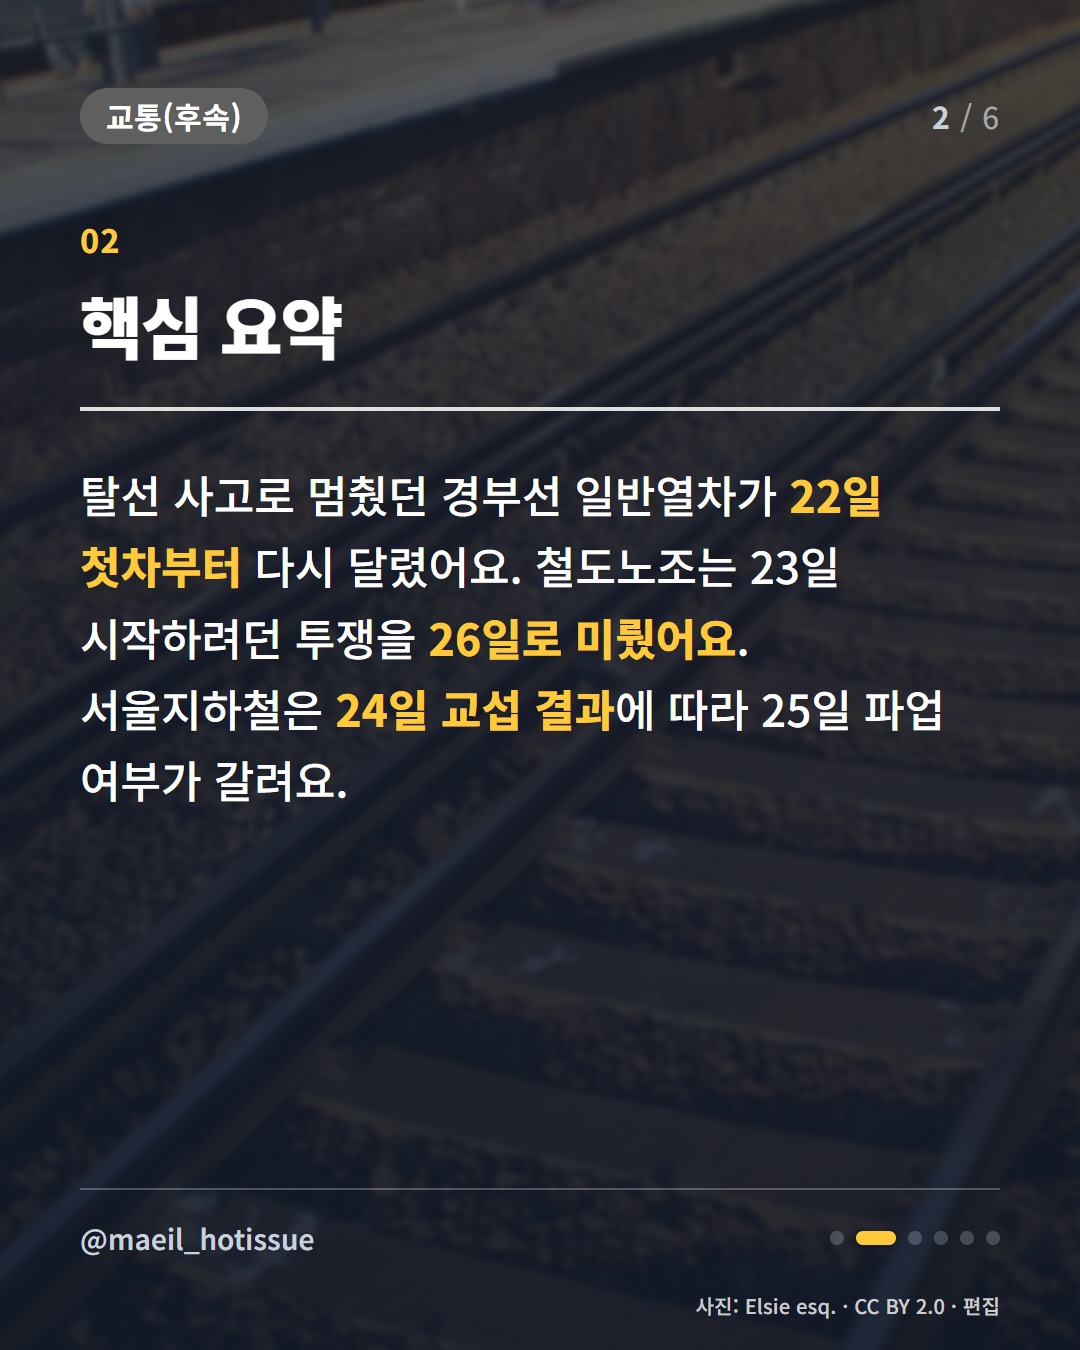 교통(후속)
2 / 6
02
핵심 요약
탈선 사고로 멈췄던 경부선 일반열차가 22일
첫차부터 다시 달렸어요. 철도노조는 23일
시작하려던 투쟁을 26일로 미뤘어요.
서울지하철은 24일 교섭 결과에 따라 25일 파업
여부가 갈려요.
@maeil_hotissue
사진: Elsie esq. · CC BY 2.0 · 편집